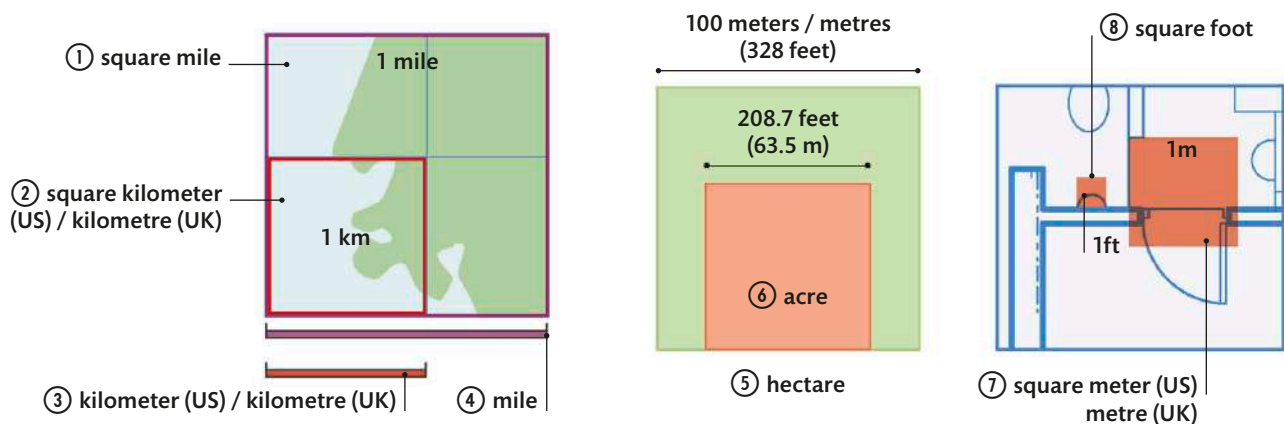 ① square mile
1 mile
② square kilometer
(US) / kilometre (UK)
1 km
③ kilometer (US) / kilometre (UK)
④ mile
100 meters / metres
(328 feet)
208.7 feet
(63.5 m)
⑥ acre
⑤ hectare
⑧ square foot
1m
1ft
⑦ square meter (US)
metre (UK)